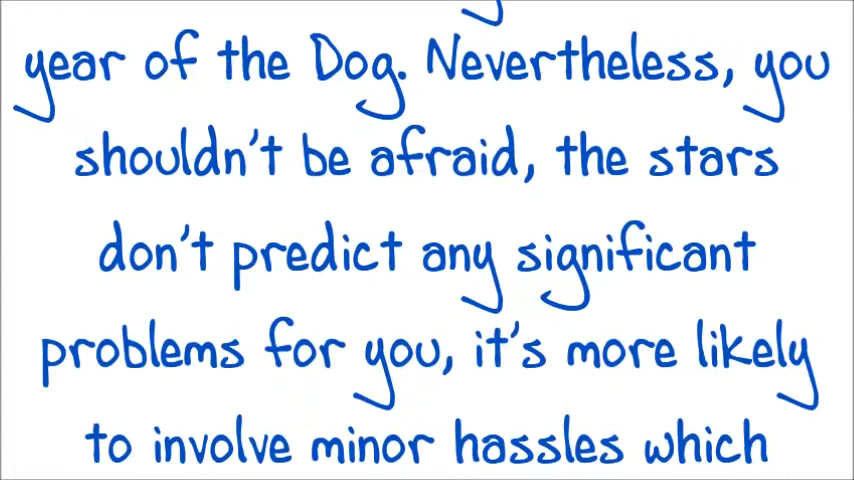 year of the Dog. Nevertheless, you
shouldn't be afraid, the stars
don't predict any significant
problems for you, it's more likely
to involve minor hassles which